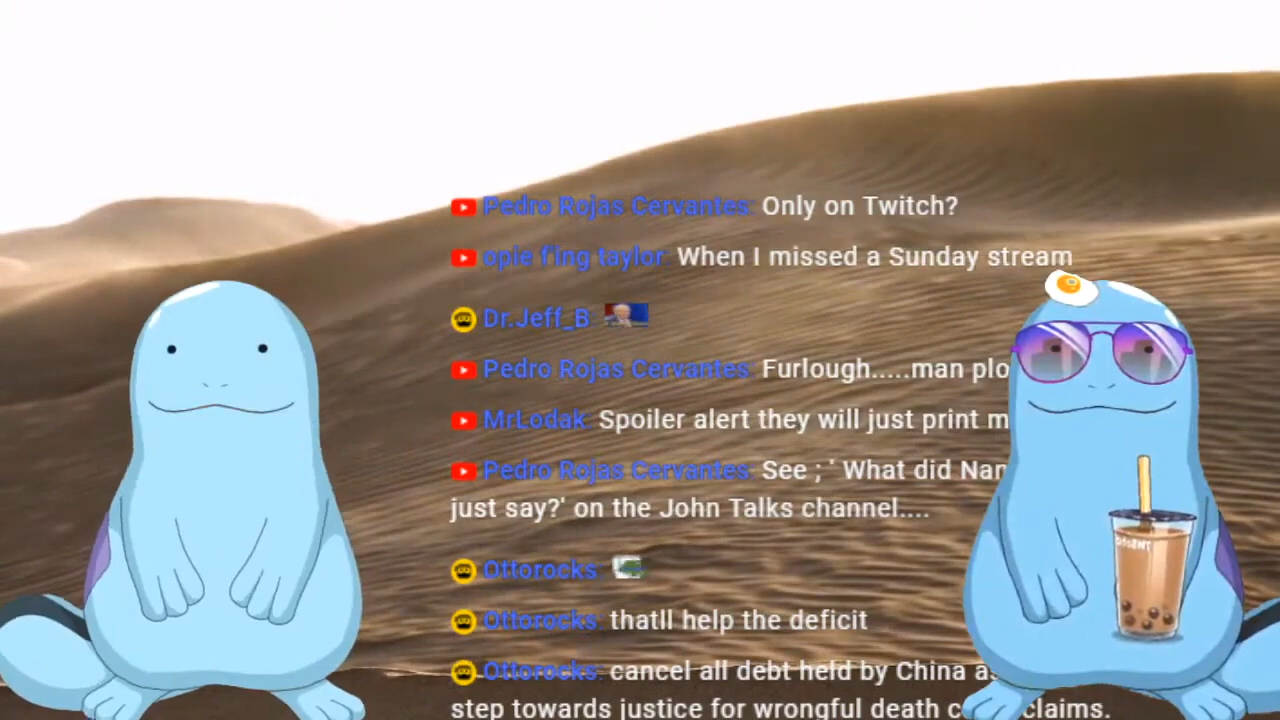 Pedro Rojas Cervantes: Only on Twitch?
opie f'ing taylor: When I missed a Sunday stream
Dr.Jeff_B
Pedro Rojas Cervantes: Furlough.....man plo
MrLodak: Spoiler alert they will just print m
Pedro Rojas Cervantes: See ; ' What did Nan
just say?' on the John Talks channel....
Ottorocks:
Ottorocks: thatll help the deficit
Ottorocks: cancel all debt held by China as
step towards justice for wrongful death claims.